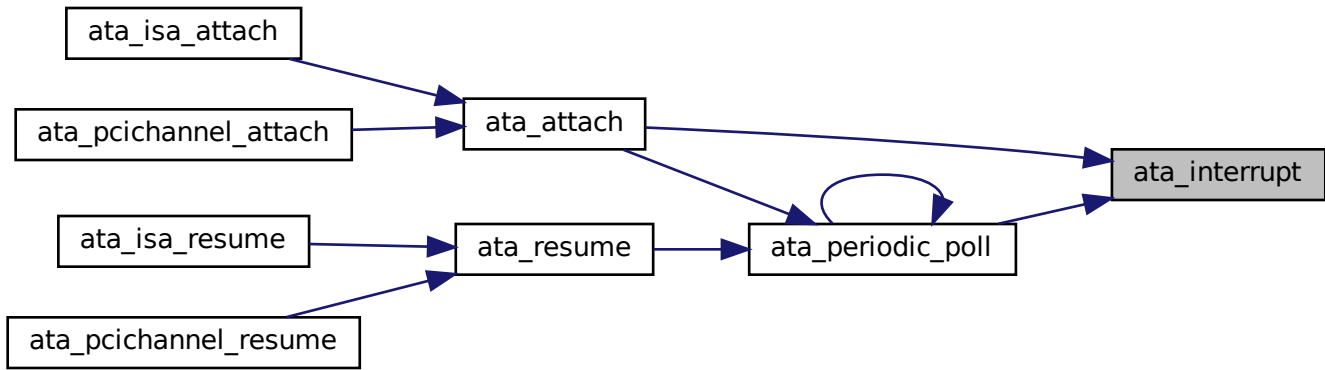 ata_isa_attach
ata_pcichannel_attach
ata_attach
ata_interrupt
ata_isa_resume
ata_resume
ata_periodic_poll
ata_pcichannel_resume